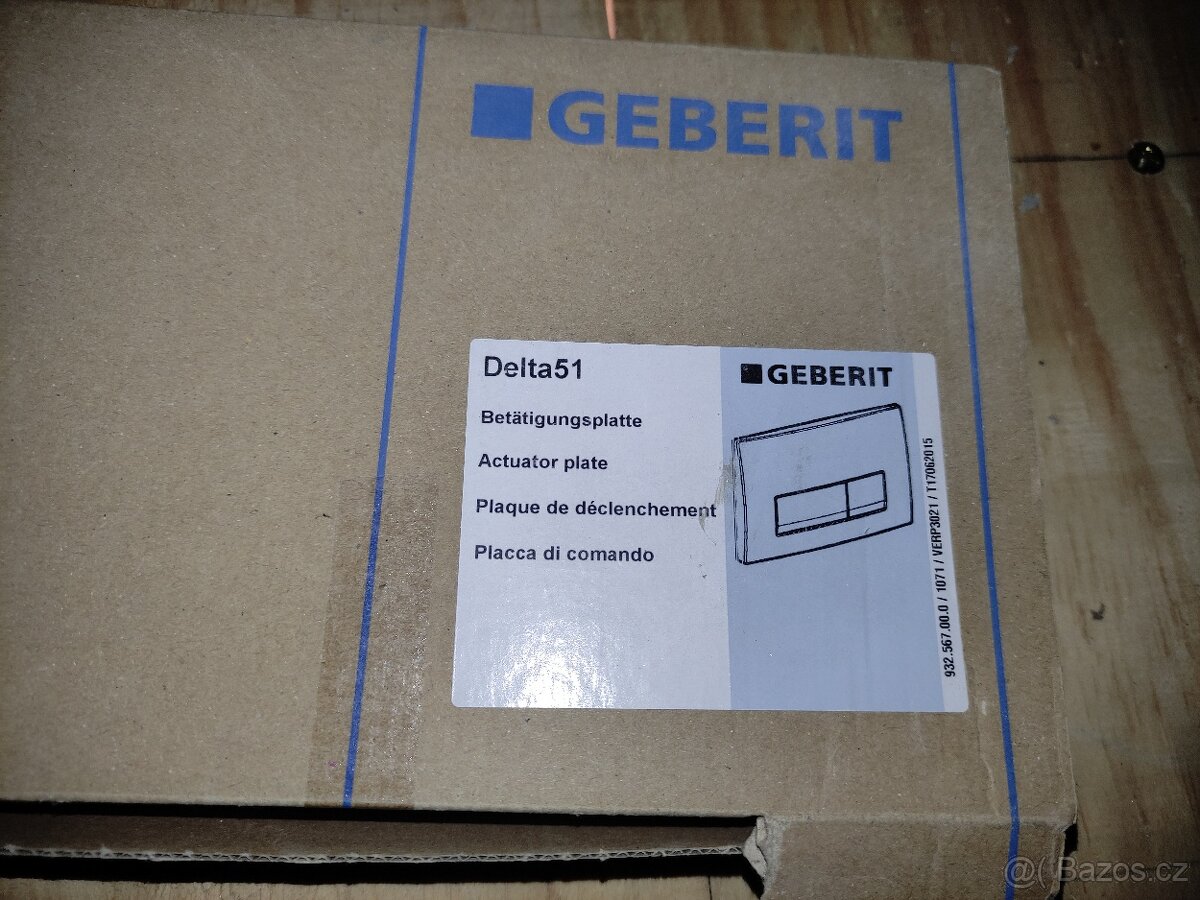 GEBERIT
Delta51
Betätigungsplatte
Actuator plate
Plaque de déclenchement
Placca di comando
GEBERIT
932.567.00.0 / 1071 / VERP3021 / T17062015
@( Bazos.cz